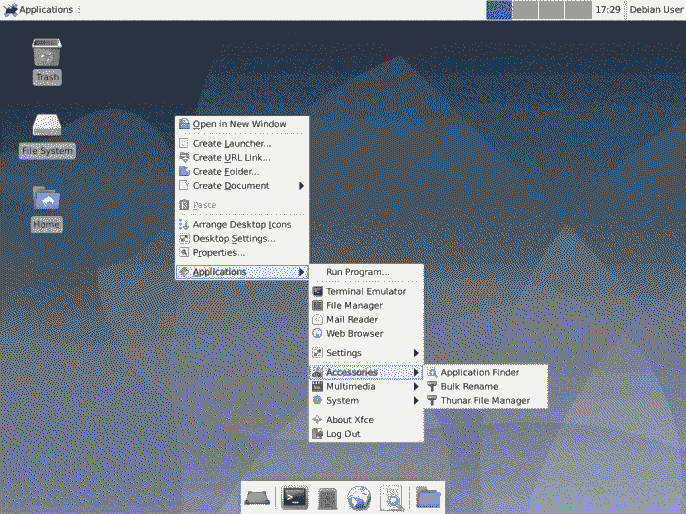 Applications
17:29
Debian User
Trash
File System
Home
Open in New Window
Create Launcher...
Create URL Link...
Create Folder...
Create Document
Paste
Arrange Desktop Icons
Desktop Settings...
Properties...
Applications
Run Program...
Terminal Emulator
File Manager
Mail Reader
Web Browser
Settings
Accessories
Multimedia
System
About Xfce
Log Out
Application Finder
Bulk Rename
Thunar File Manager